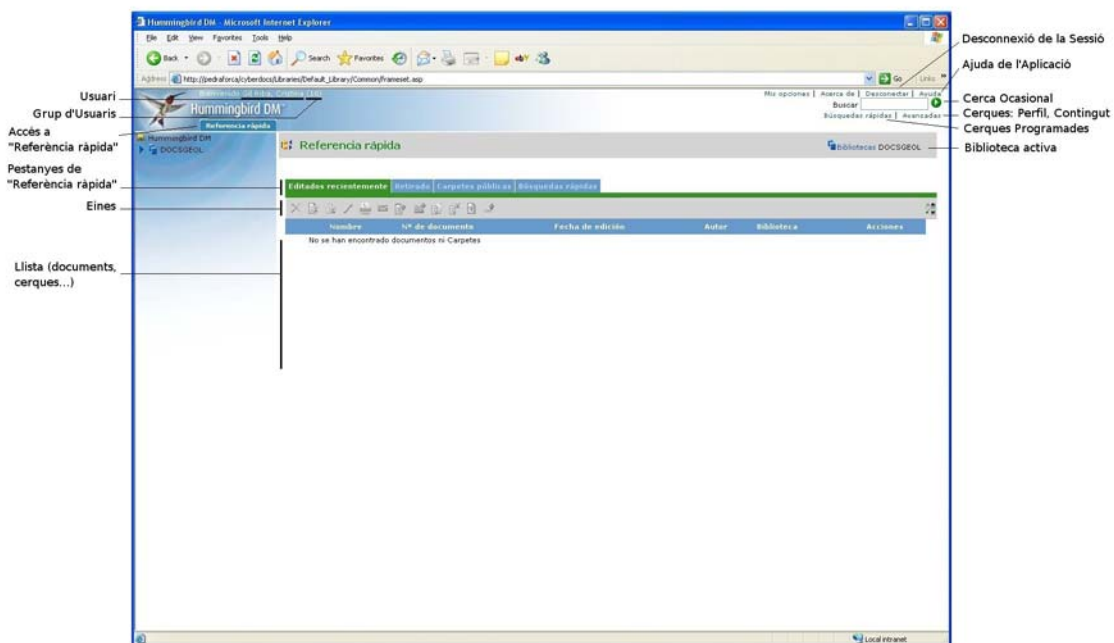 Hummingbird DM - Microsoft Internet Explorer
File Edit View Favorites Tools Help
Back Search Favorites
Address http://pedraforca/cyberdocs/Libraries/Default_Library/Common/frameset.asp Go Links
Desconnexió de la Sessió
Ajuda de l'Aplicació
Usuari
Grup d'Usuaris
Accés a
"Referència ràpida"
Pestanyes de
"Referència ràpida"
Eines
Llista (documents,
cerques...)
Hummingbird DM
Referencia rápida
Mis opciones | Acerca de | Desconectar | Ayuda
Buscar
Búsquedas rápidas | Avanzadas
Cerca Ocasional
Cerques: Perfil, Contingut
Cerques Programades
Biblioteca activa
Hummingbird DM
DOCSGEOL
Referencia rápida
Bibliotecas DOCSGEOL
Editados recientemente Retirado Carpetes públicas Búsquedas rápidas
Nombre Nº de documento Fecha de edición Autor Biblioteca Acciones
No se han encontrado documentos ni Carpetes
Local intranet